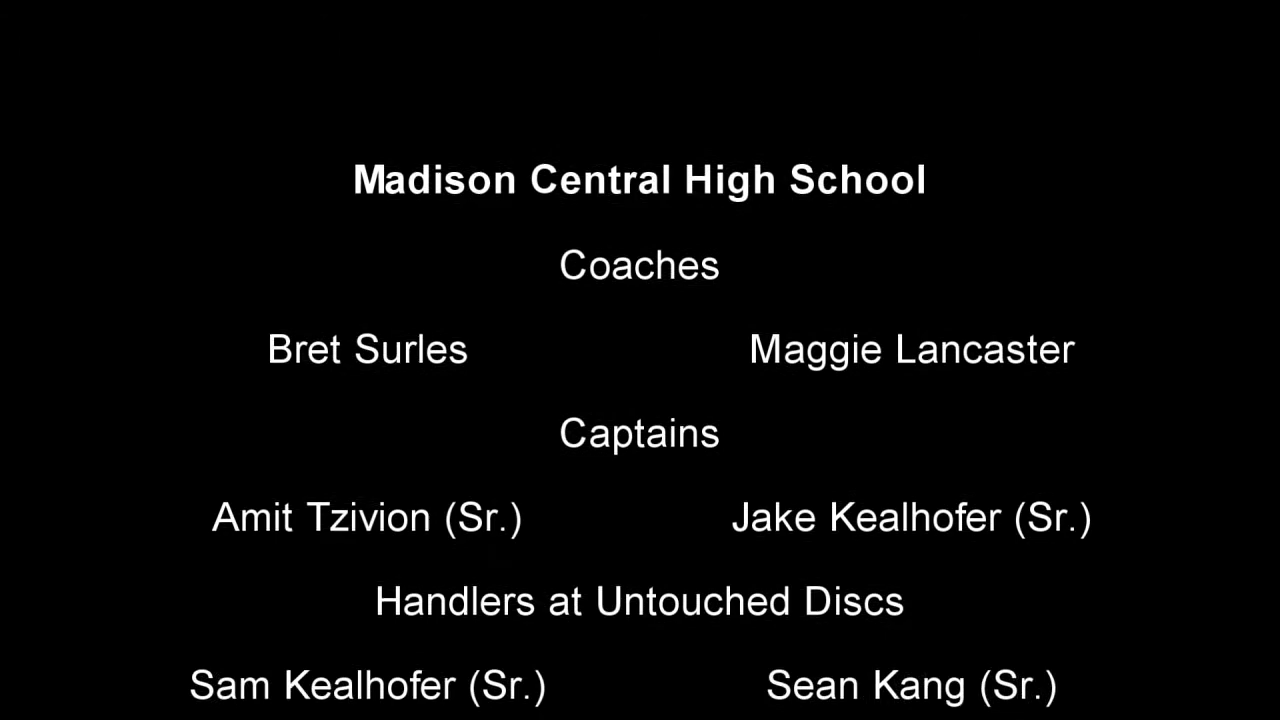 Madison Central High School
Coaches
Bret Surles Maggie Lancaster
Captains
Amit Tzivion (Sr.) Jake Kealhofer (Sr.)
Handlers at Untouched Discs
Sam Kealhofer (Sr.) Sean Kang (Sr.)